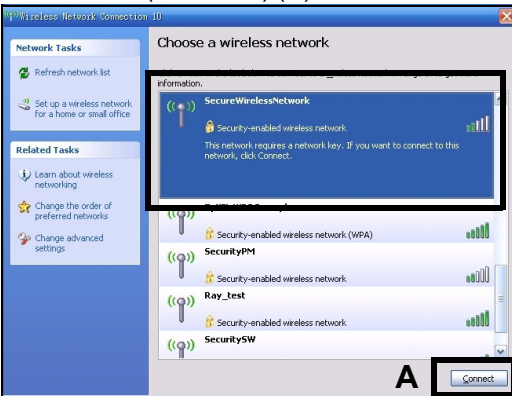 Wireless Network Connection 10
Network Tasks
Refresh network list
Set up a wireless network
for a home or small office
Related Tasks
Learn about wireless
networking
Change the order of
preferred networks
Change advanced
settings
Choose a wireless network
information.
SecureWirelessNetwork
Security-enabled wireless network
This network requires a network key. If you want to connect to this
network, click Connect.
Security-enabled wireless network (WPA)
SecurityPM
Security-enabled wireless network
Ray_test
Security-enabled wireless network
SecuritySW
A
Connect